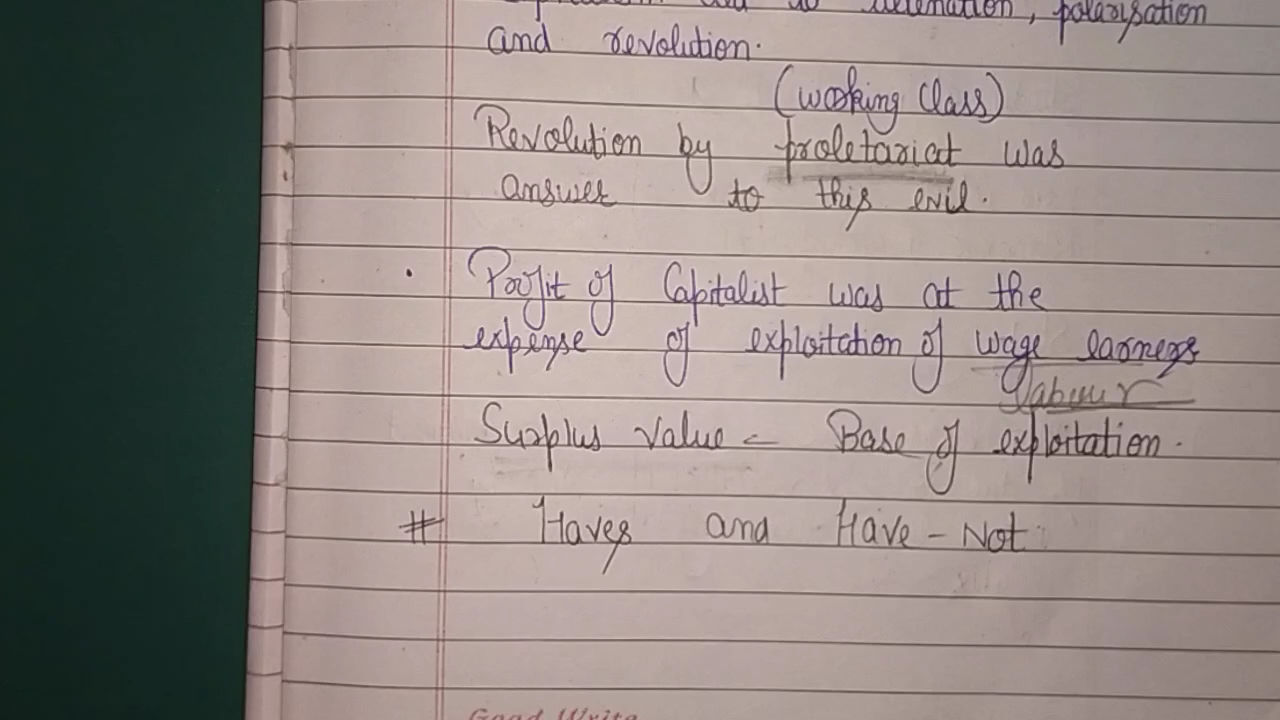 , polarisation
and revolution.
(working Class)
Revolution by proletariat was
answer to this evil.
• Profit of Capitalist was at the
expense of exploitation of wage earners
labour
Surplus value = Base of exploitation.
# Haves and Have-Not